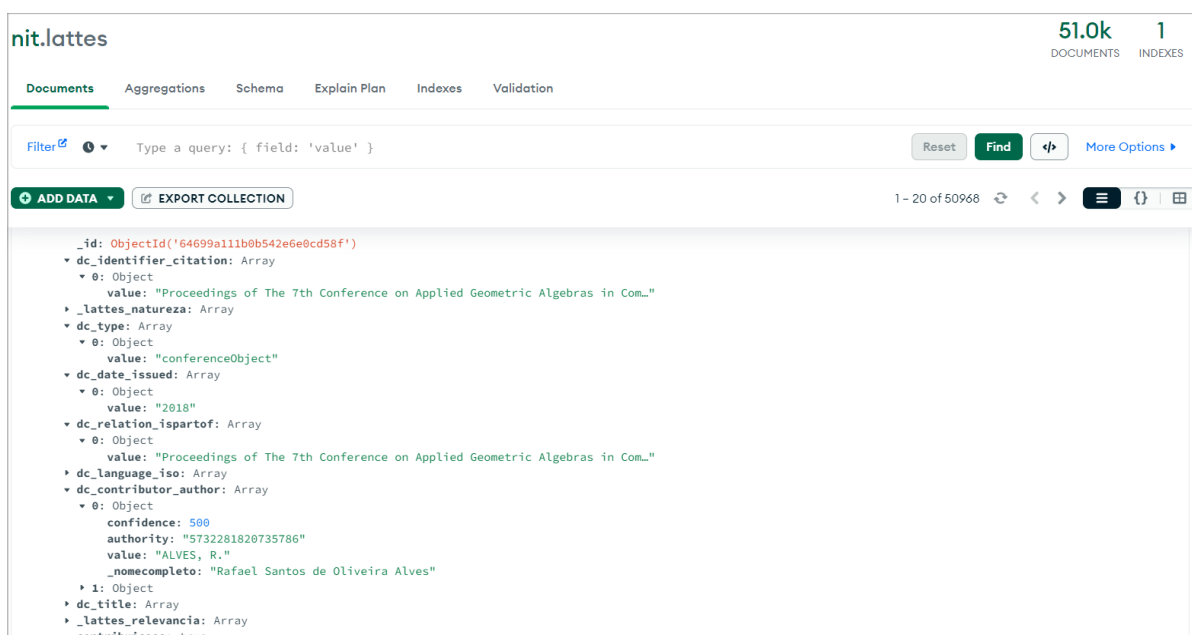 nit.lattes
51.0k
DOCUMENTS
1
INDEXES
Documents Aggregations Schema Explain Plan Indexes Validation
Filter Type a query: { field: 'value' } Reset Find </> More Options
ADD DATA EXPORT COLLECTION 1 – 20 of 50968 {}
_id: ObjectId('64699a111b0b542e6e0cd58f')
dc_identifier_citation: Array
0: Object
value: "Proceedings of The 7th Conference on Applied Geometric Algebras in Com…"
_lattes_natureza: Array
dc_type: Array
0: Object
value: "conferenceObject"
dc_date_issued: Array
0: Object
value: "2018"
dc_relation_ispartof: Array
0: Object
value: "Proceedings of The 7th Conference on Applied Geometric Algebras in Com…"
dc_language_iso: Array
dc_contributor_author: Array
0: Object
confidence: 500
authority: "5732281820735786"
value: "ALVES, R."
_nomecompleto: "Rafael Santos de Oliveira Alves"
1: Object
dc_title: Array
_lattes_relevancia: Array